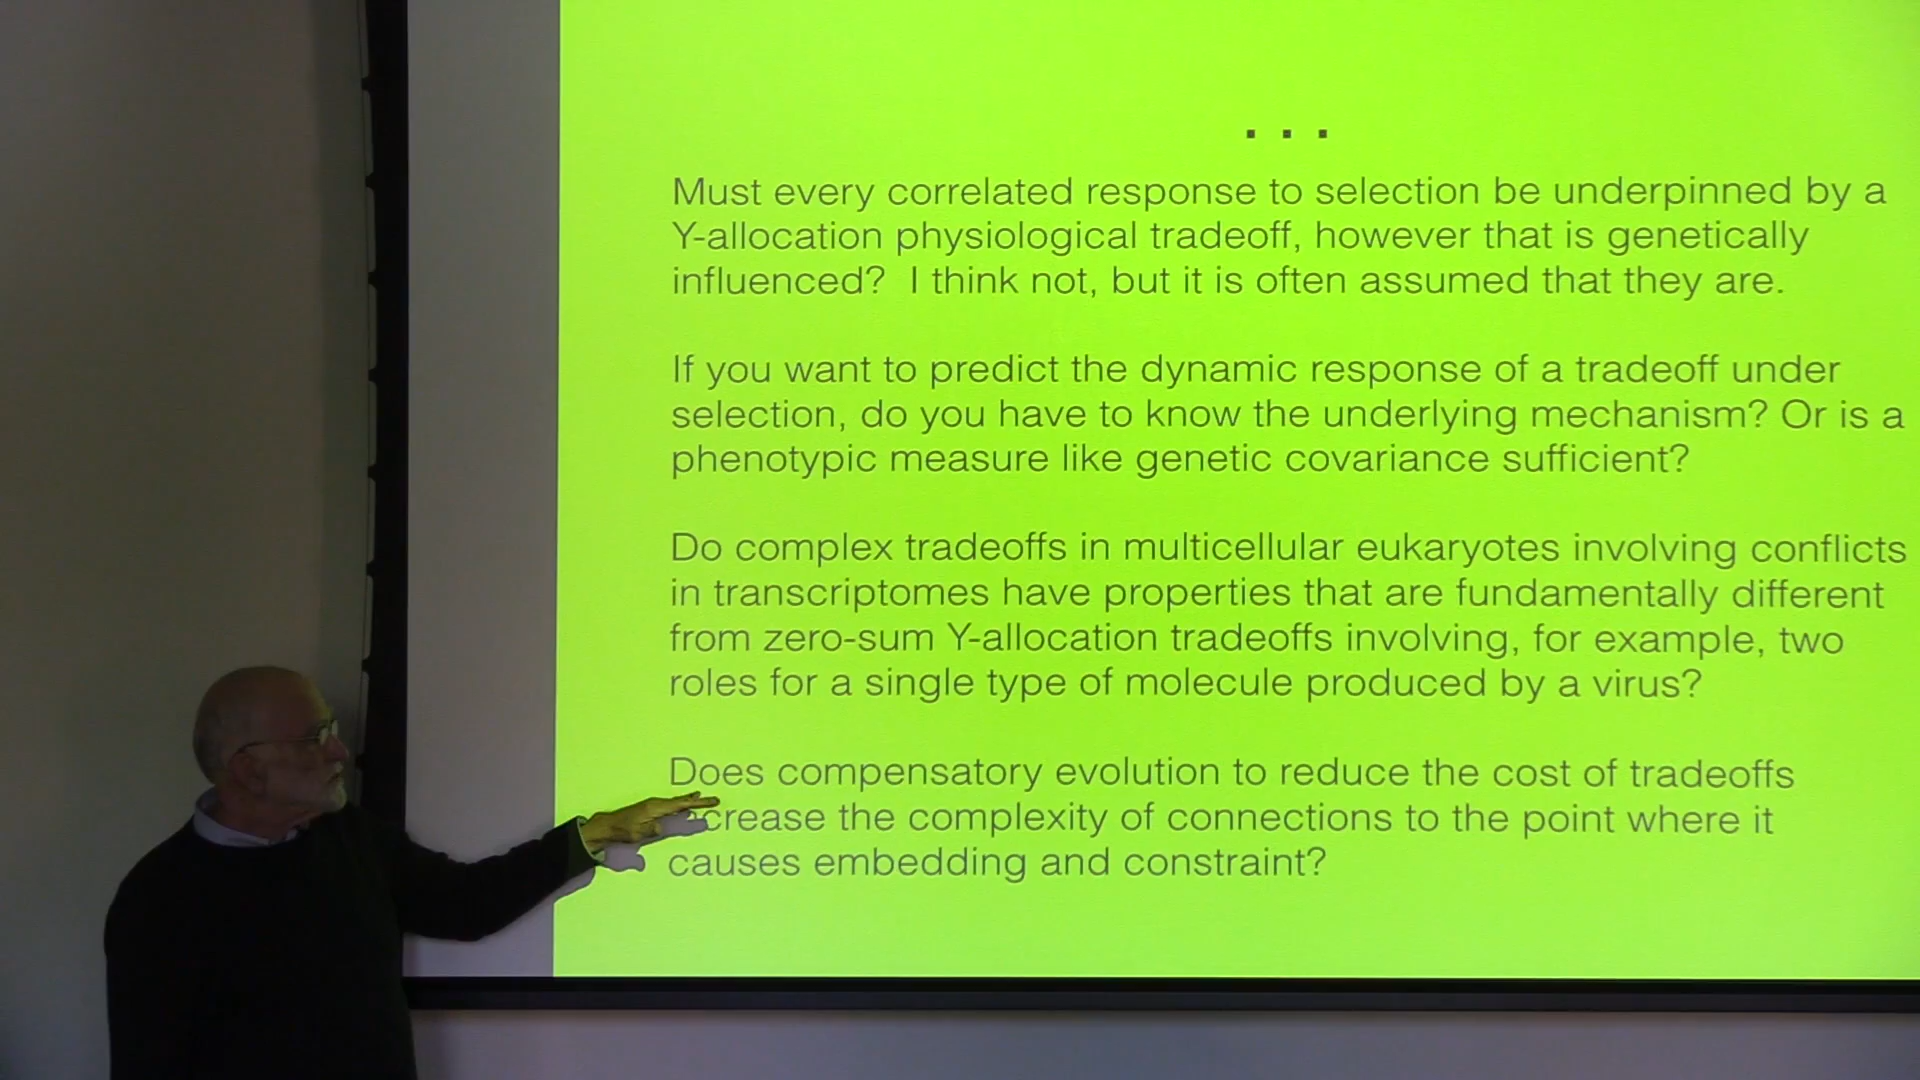 ...
Must every correlated response to selection be underpinned by a
Y-allocation physiological tradeoff, however that is genetically
influenced? I think not, but it is often assumed that they are.
If you want to predict the dynamic response of a tradeoff under
selection, do you have to know the underlying mechanism? Or is a
phenotypic measure like genetic covariance sufficient?
Do complex tradeoffs in multicellular eukaryotes involving conflicts
in transcriptomes have properties that are fundamentally different
from zero-sum Y-allocation tradeoffs involving, for example, two
roles for a single type of molecule produced by a virus?
Does compensatory evolution to reduce the cost of tradeoffs
crease the complexity of connections to the point where it
causes embedding and constraint?